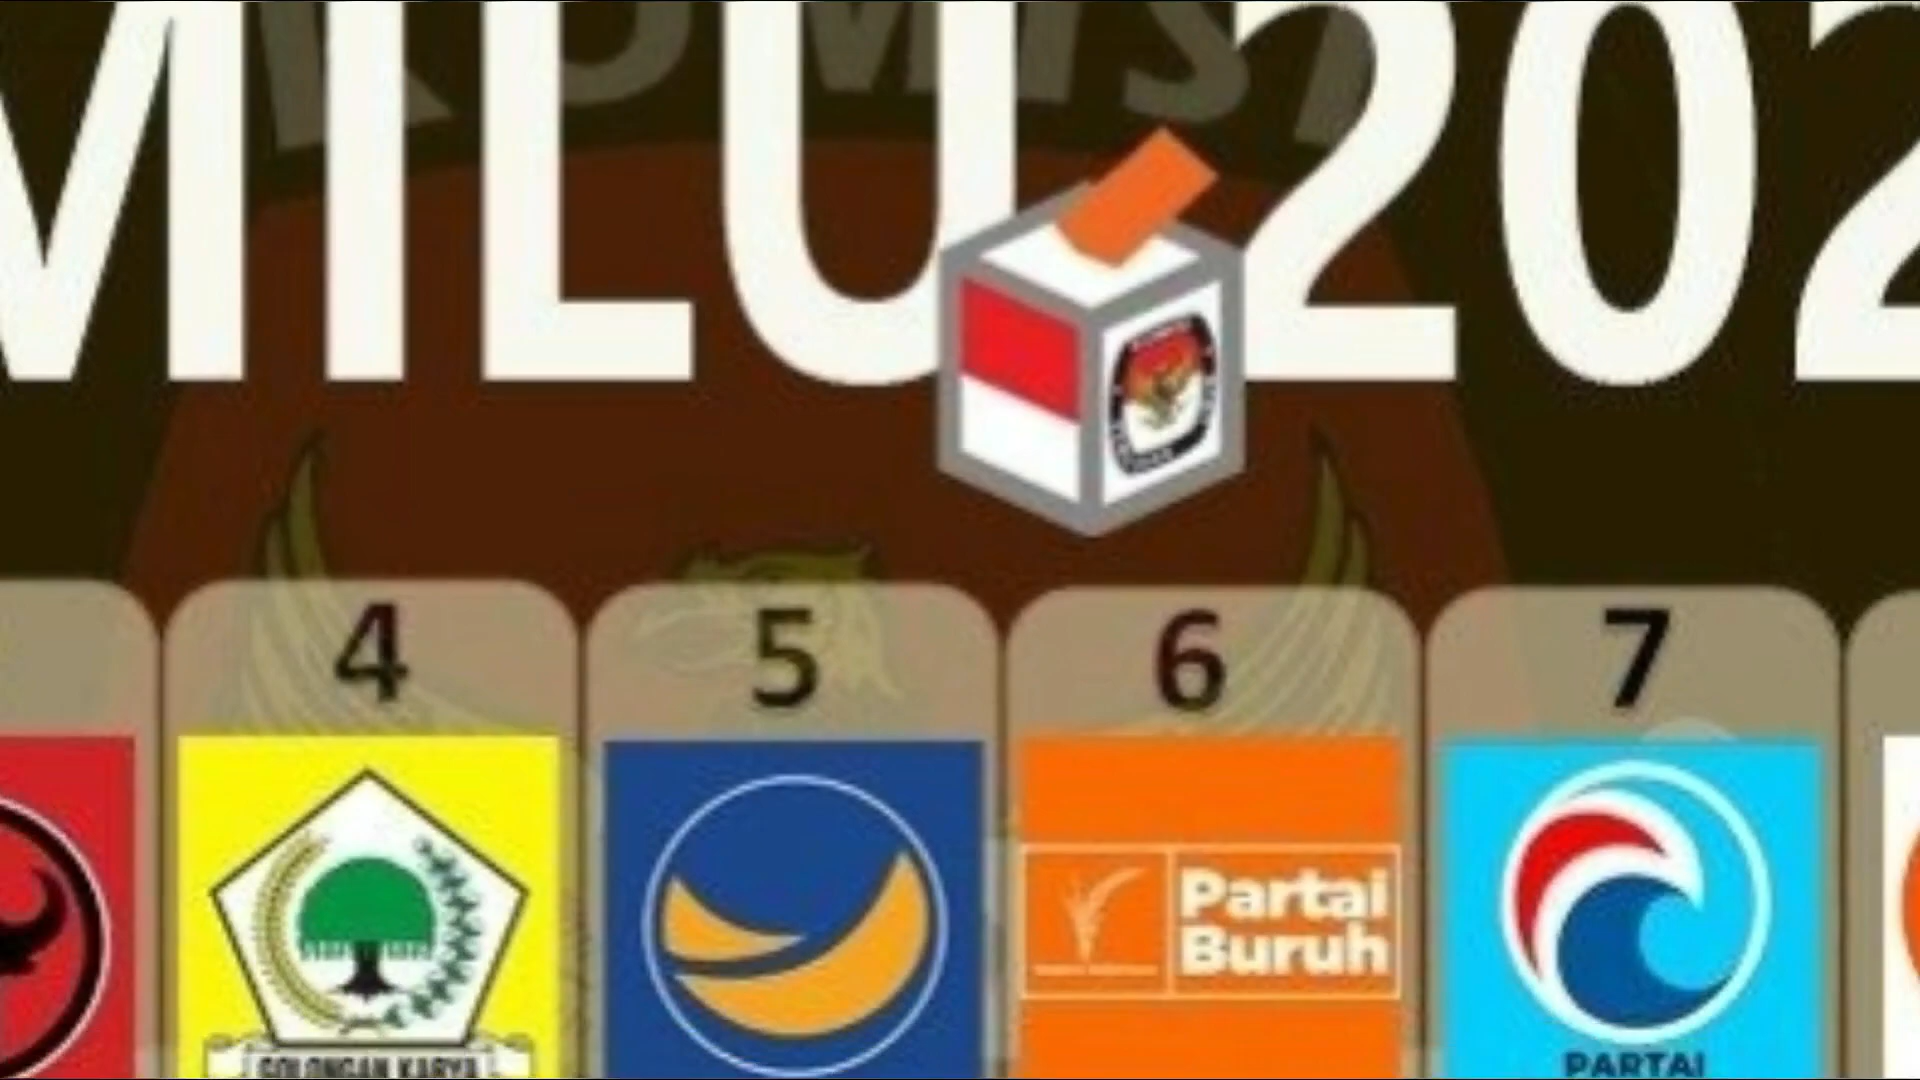 MILU 202
4 5 6 7
Partai
Buruh
GOLONGAN KARYA
PARTAI